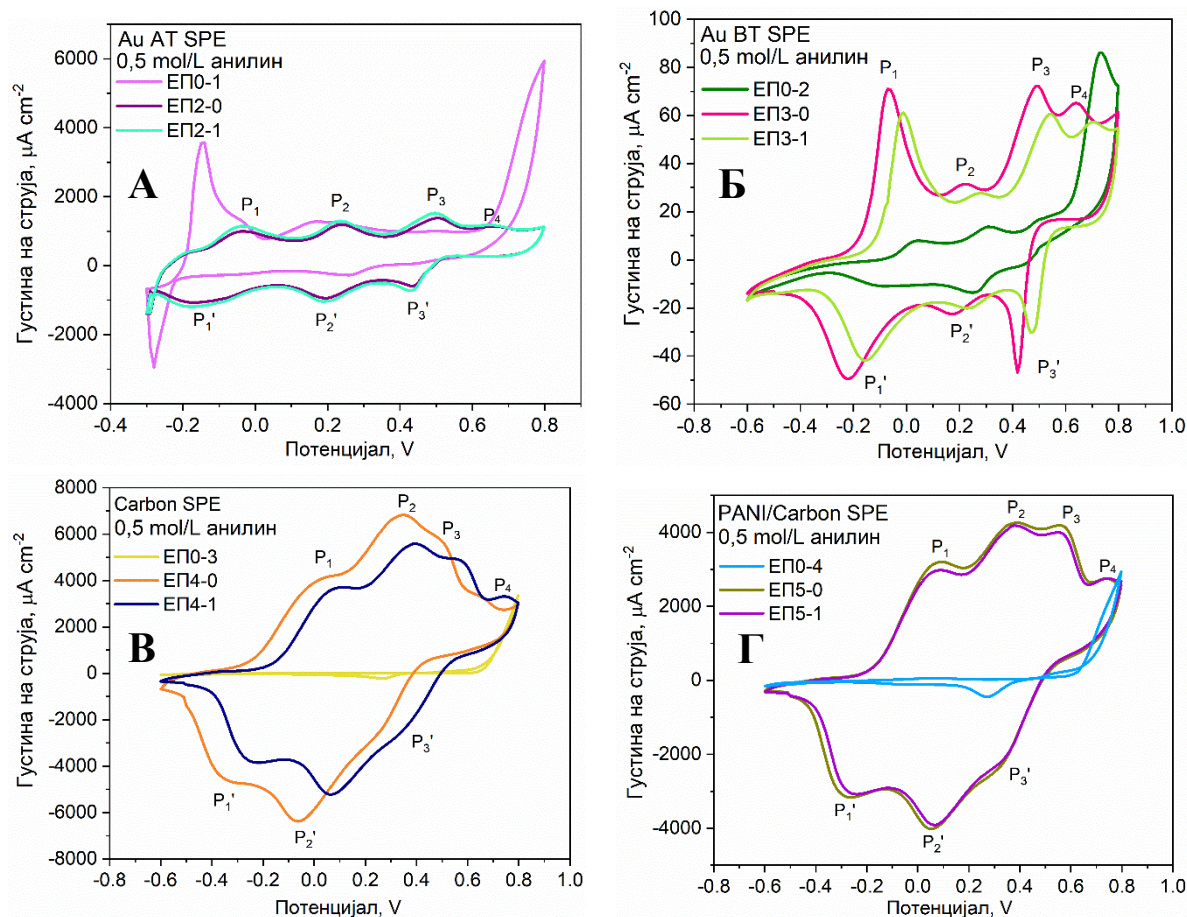 Au AT SPE
0,5 mol/L анилин
ЕП0-1
ЕП2-0
ЕП2-1
А
P1
P2
P3
P4
P1'
P2'
P3'
6000
4000
2000
0
-2000
-4000
-0.4 -0.2 0.0 0.2 0.4 0.6 0.8
Густина на струја, µA cm-2
Потенцијал, V
Au BT SPE
0,5 mol/L анилин
ЕП0-2
ЕП3-0
ЕП3-1
Б
P1
P2
P3
P4
P1'
P2'
P3'
100
80
60
40
20
0
-20
-40
60
-0.8 -0.6 -0.4 -0.2 0.0 0.2 0.4 0.6 0.8 1.0
Густина на струја, µA cm-2
Потенцијал, V
Carbon SPE
0,5 mol/L анилин
ЕП0-3
ЕП4-0
ЕП4-1
В
P1
P2
P3
P4
P1'
P2'
P3'
8000
6000
4000
2000
0
-2000
-4000
-6000
-8000
-0.8 -0.6 -0.4 -0.2 0.0 0.2 0.4 0.6 0.8 1.0
Густина на струја, µA cm-2
Потенцијал, V
PANI/Carbon SPE
0,5 mol/L анилин
ЕП0-4
ЕП5-0
ЕП5-1
Г
P1
P2
P3
P4
P1'
P2'
P3'
4000
2000
0
-2000
-4000
-0.8 -0.6 -0.4 -0.2 0.0 0.2 0.4 0.6 0.8 1.0
Густина на струја, µA cm-2
Потенцијал, V